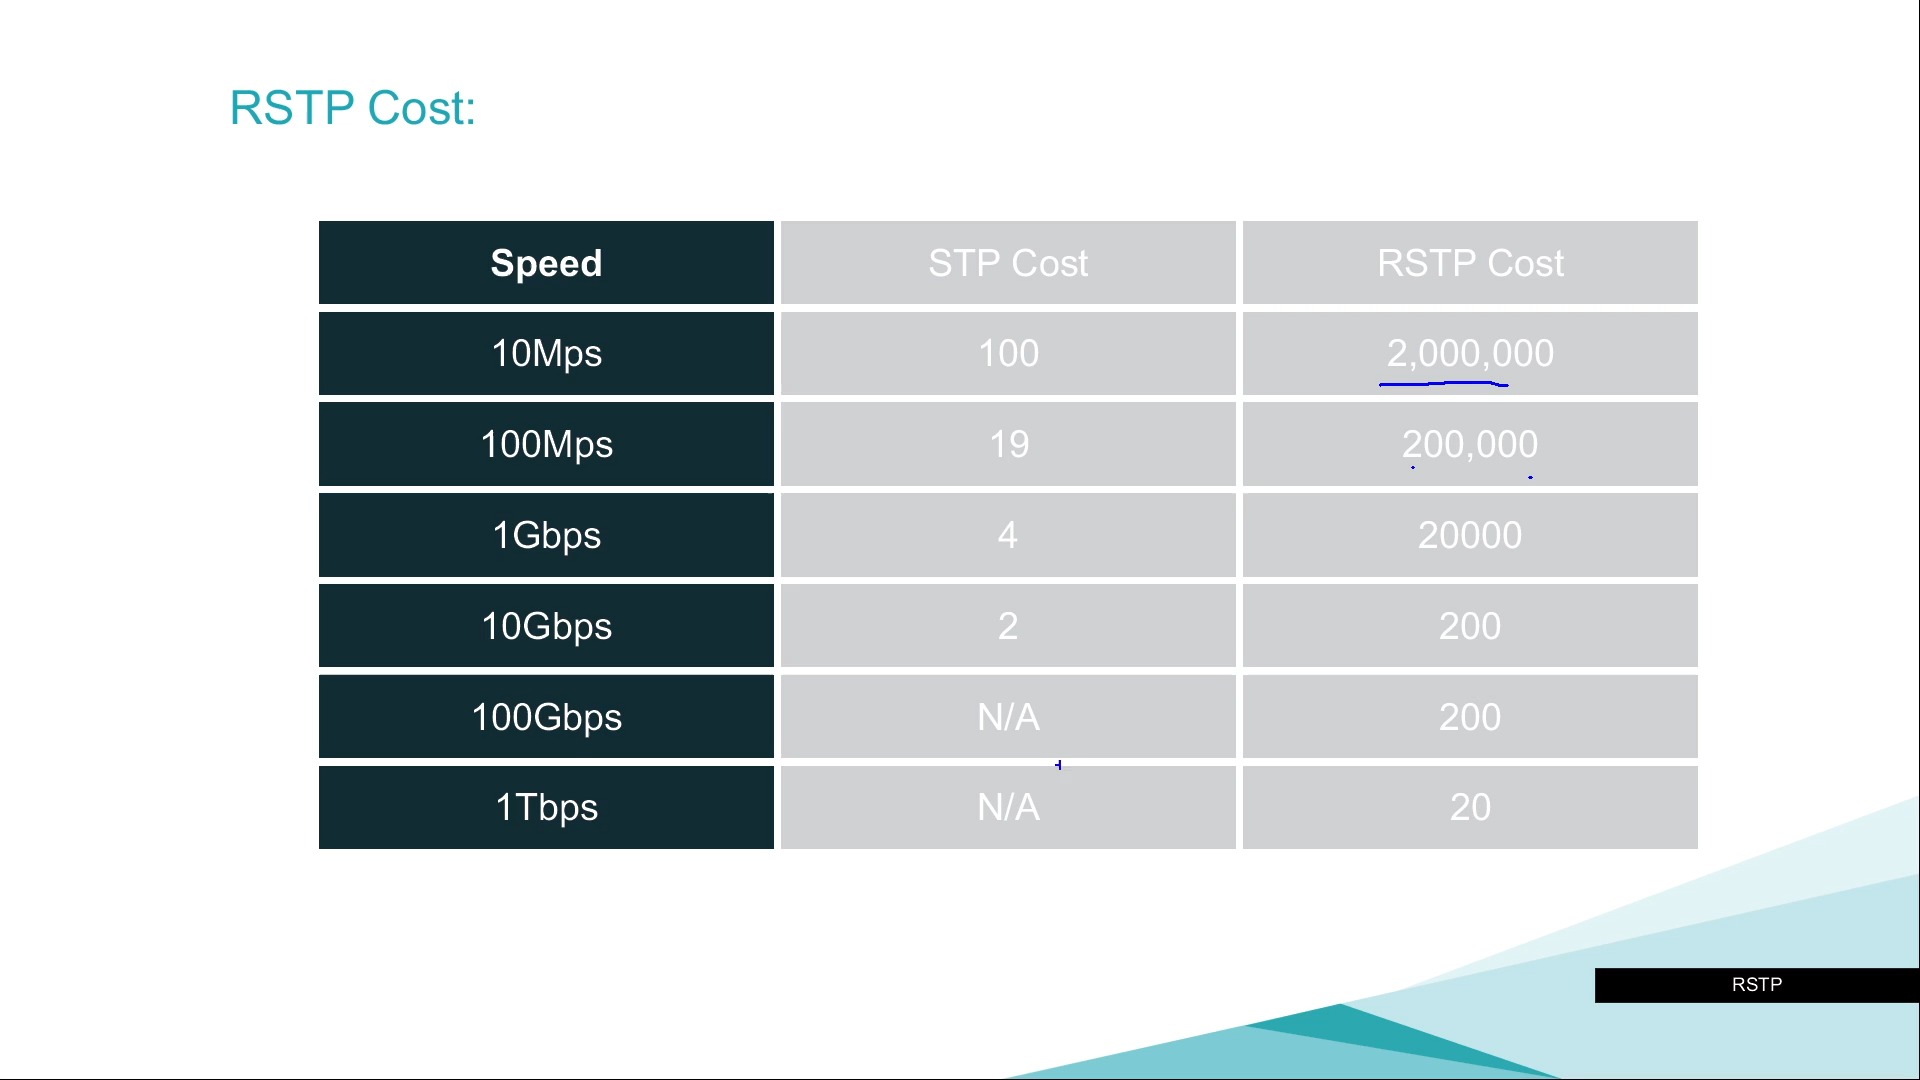 RSTP Cost:
Speed STP Cost RSTP Cost
10Mps 100 2,000,000
100Mps 19 200,000
1Gbps 4 20000
10Gbps 2 200
100Gbps N/A 200
1Tbps N/A 20
RSTP